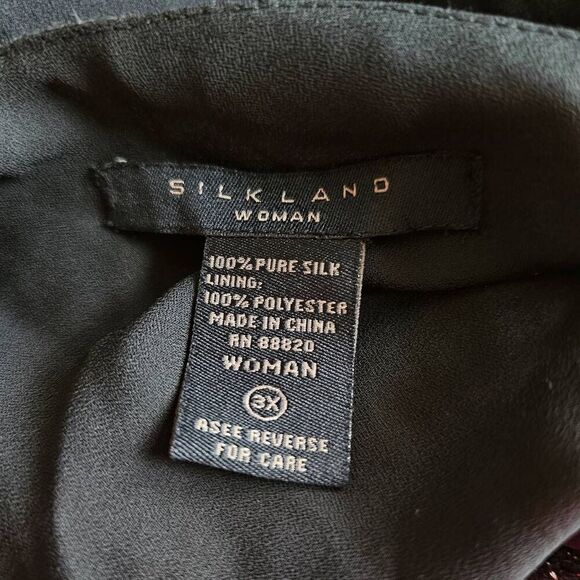 SILKLAND
WOMAN
100% PURE SILK
LINING:
100% POLYESTER
MADE IN CHINA
RN 88820
WOMAN
3X
ASEE REVERSE
FOR CARE